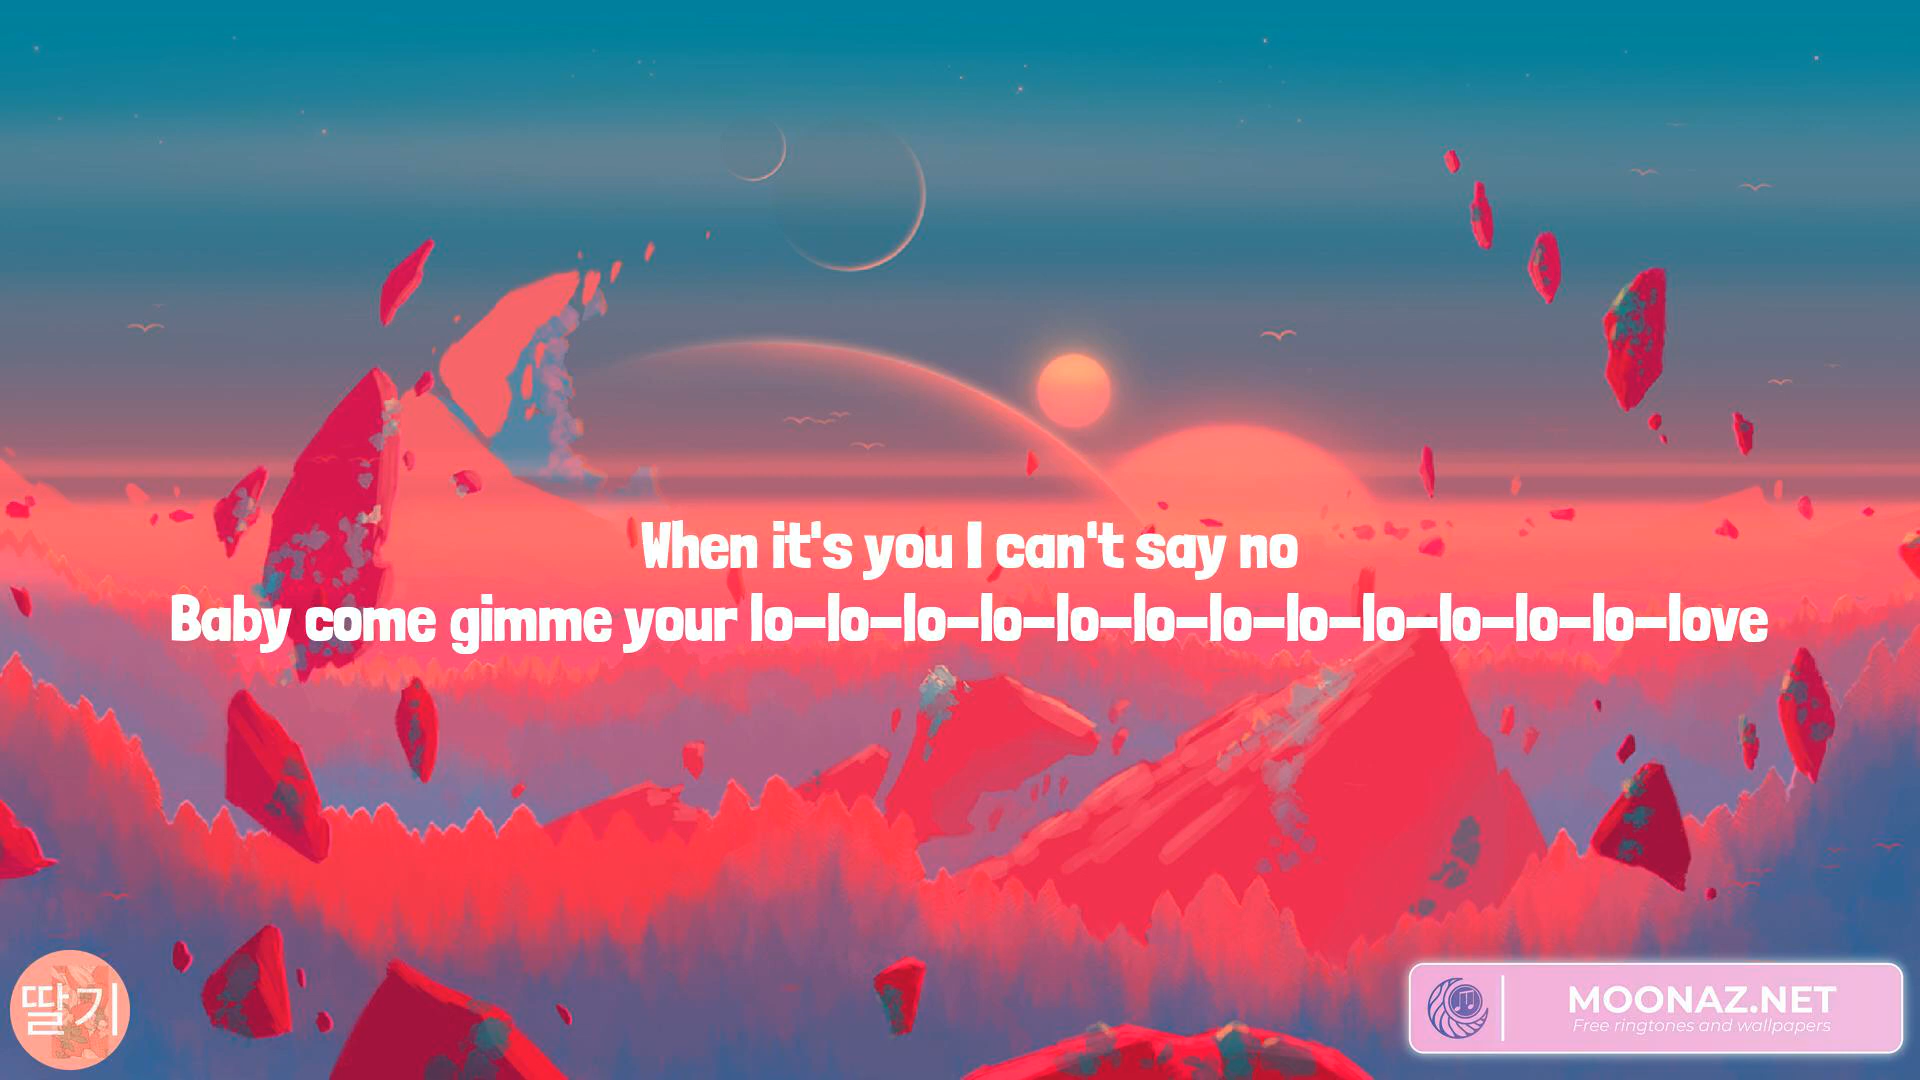 When it's you I can't say no
Baby come gimme your lo-lo-lo-lo-lo-lo-lo-lo-lo-lo-lo-lo-love
딸기
MOONAZ.NET
Free ringtones and wallpapers